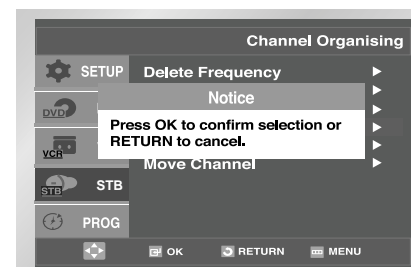 Channel Organising
SETUP
Delete Frequency
Notice
DVD
Press OK to confirm selection or
RETURN to cancel.
VCR
Move Channel
STB
STB
PROG
OK
RETURN
MENU